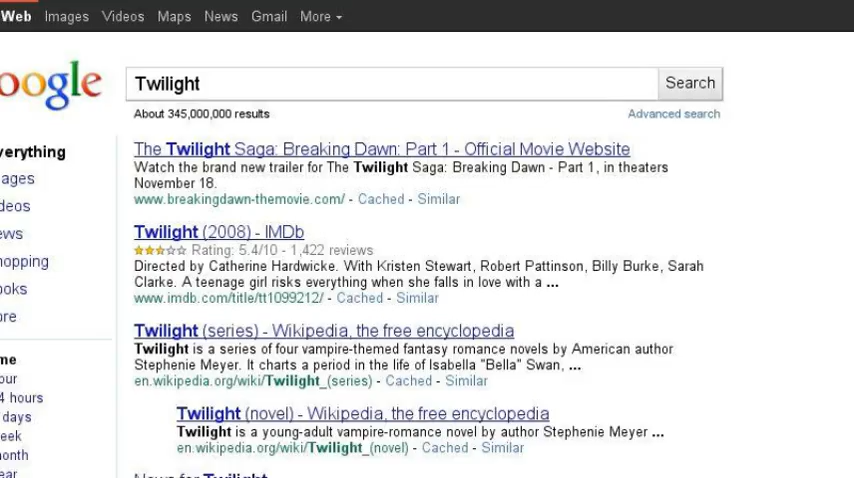 Web Images Videos Maps News Gmail More
oogle Twilight Search
About 345,000,000 results Advanced search
verything
ages
deos
ews
hopping
ooks
ore
me
our
4 hours
days
eek
onth
ear
The Twilight Saga: Breaking Dawn: Part 1 - Official Movie Website
Watch the brand new trailer for The Twilight Saga: Breaking Dawn - Part 1, in theaters
November 18.
www.breakingdawn-themovie.com/ - Cached - Similar
Twilight (2008) - IMDb
Rating: 5.4/10 - 1,422 reviews
Directed by Catherine Hardwicke. With Kristen Stewart, Robert Pattinson, Billy Burke, Sarah
Clarke. A teenage girl risks everything when she falls in love with a ...
www.imdb.com/title/tt1099212/ - Cached - Similar
Twilight (series) - Wikipedia, the free encyclopedia
Twilight is a series of four vampire-themed fantasy romance novels by American author
Stephenie Meyer. It charts a period in the life of Isabella "Bella" Swan, ...
en.wikipedia.org/wiki/Twilight_(series) - Cached - Similar
Twilight (novel) - Wikipedia, the free encyclopedia
Twilight is a young-adult vampire-romance novel by author Stephenie Meyer ...
en.wikipedia.org/wiki/Twilight_(novel) - Cached - Similar
News for Twilight